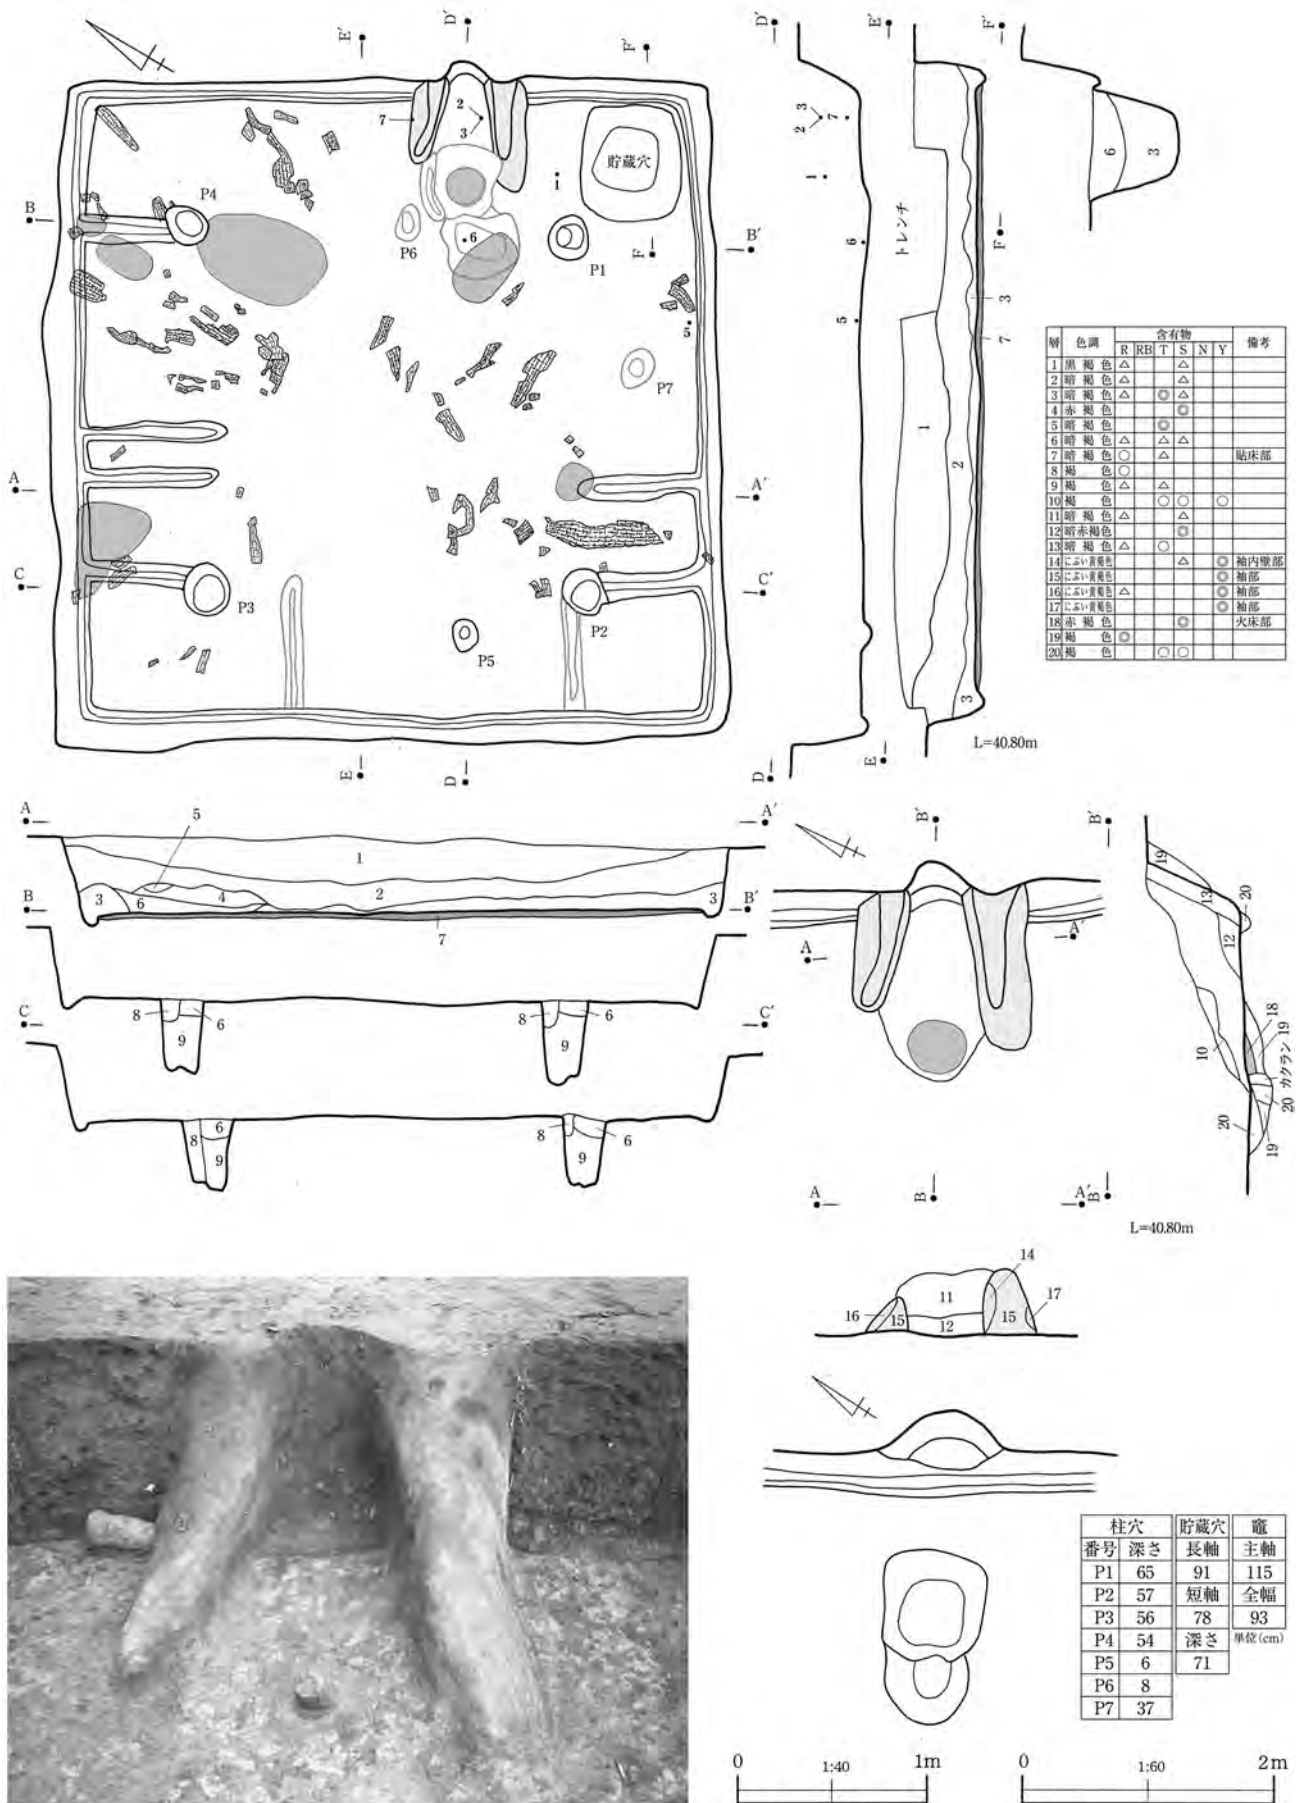 D' E' F'
D' E' F'
7 2 3 貯蔵穴 1
B P4 P6 6 P1 F B'
5 P7
A A'
C P3 P5 P2 C'
E D
3 2 7 1 6 5
トレンチ
1 2 3 7 3
6 3
F
D E
L=40.80m
層 色調 含有物 備考
R RB T S N Y
1 黒褐色 △ △
2 暗褐色 △ △
3 暗褐色 △ ◎ △
4 赤褐色 ◎
5 暗褐色 ◎
6 暗褐色 △ △ △
7 暗褐色 ○ △ 貼床部
8 褐色 ○
9 褐色 △ △
10 褐色 ○ ○ ○
11 暗褐色 △ △
12 暗赤褐色 ◎
13 暗褐色 △ ○
14 にぶい黄褐色 △ ◎ 袖内壁部
15 にぶい黄褐色 ◎ 袖部
16 にぶい黄褐色 △ ◎ 袖部
17 にぶい黄褐色 ◎ 袖部
18 赤褐色 ◎ 火床部
19 褐色 ◎
20 褐色 ○ ○
A 5 A'
1
3 6 4 2 3
B 7 B'
8 6 9 8 6 9
C C'
8 6 9 8 6 9
B' B'
A A'
19 13 20 12 10 18 19 カクラン 20 20 19
A B A' B
L=40.80m
14
11 17
16 15 12 15
柱穴 貯蔵穴 竈
番号 深さ 長軸 主軸
P1 65 91 115
P2 57 短軸 全幅
P3 56 78 93
P4 54 深さ 単位(cm)
P5 6 71
P6 8
P7 37
0 1:40 1m 0 1:60 2m